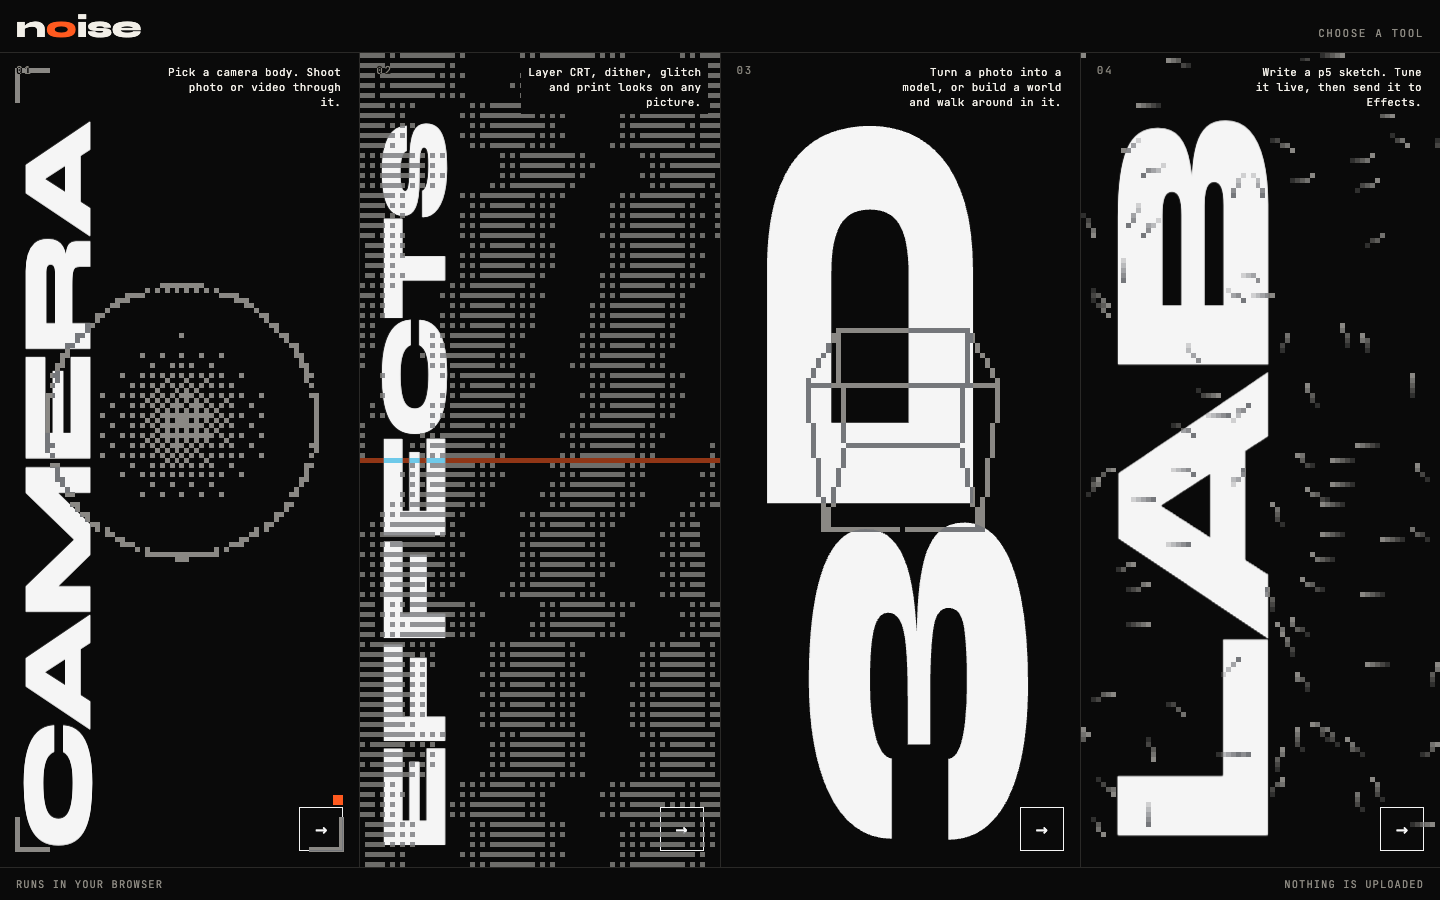 noise
CHOOSE A TOOL
01
Pick a camera body. Shoot
photo or video through
it.
CAMERA
02
Layer CRT, dither, glitch
and print looks on any
picture.
EFFECTS
03
Turn a photo into a
model, or build a world
and walk around in it.
3D
04
Write a p5 sketch. Tune
it live, then send it to
Effects.
LAB
→
→
→
→
RUNS IN YOUR BROWSER
NOTHING IS UPLOADED